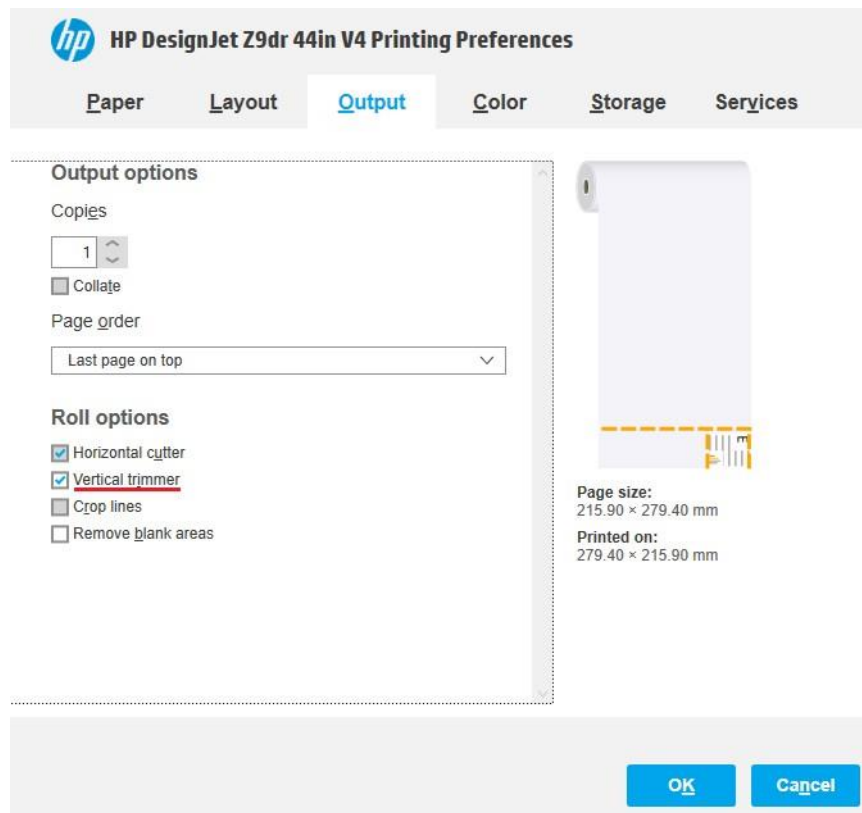 hp HP DesignJet Z9dr 44in V4 Printing Preferences
Paper Layout Output Color Storage Services
Output options
Copies
1
Collate
Page order
Last page on top
Roll options
Horizontal cutter
Vertical trimmer
Crop lines
Remove blank areas
Page size:
215.90 × 279.40 mm
Printed on:
279.40 × 215.90 mm
OK Cancel